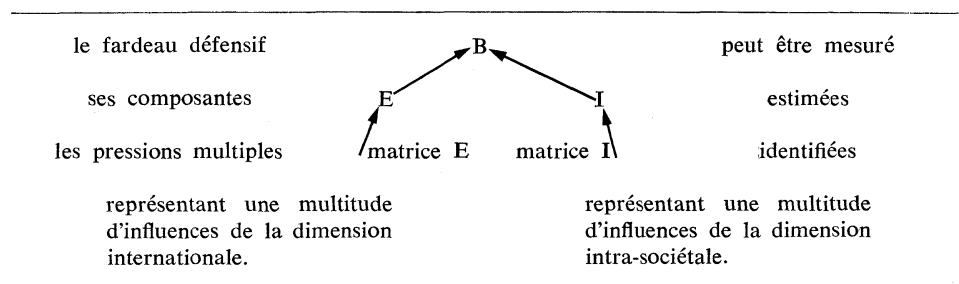 le fardeau défensif B peut être mesuré
ses composantes E I estimées
les pressions multiples matrice E matrice I identifiées
représentant une multitude
d'influences de la dimension
internationale.
représentant une multitude
d'influences de la dimension
intra-sociétale.